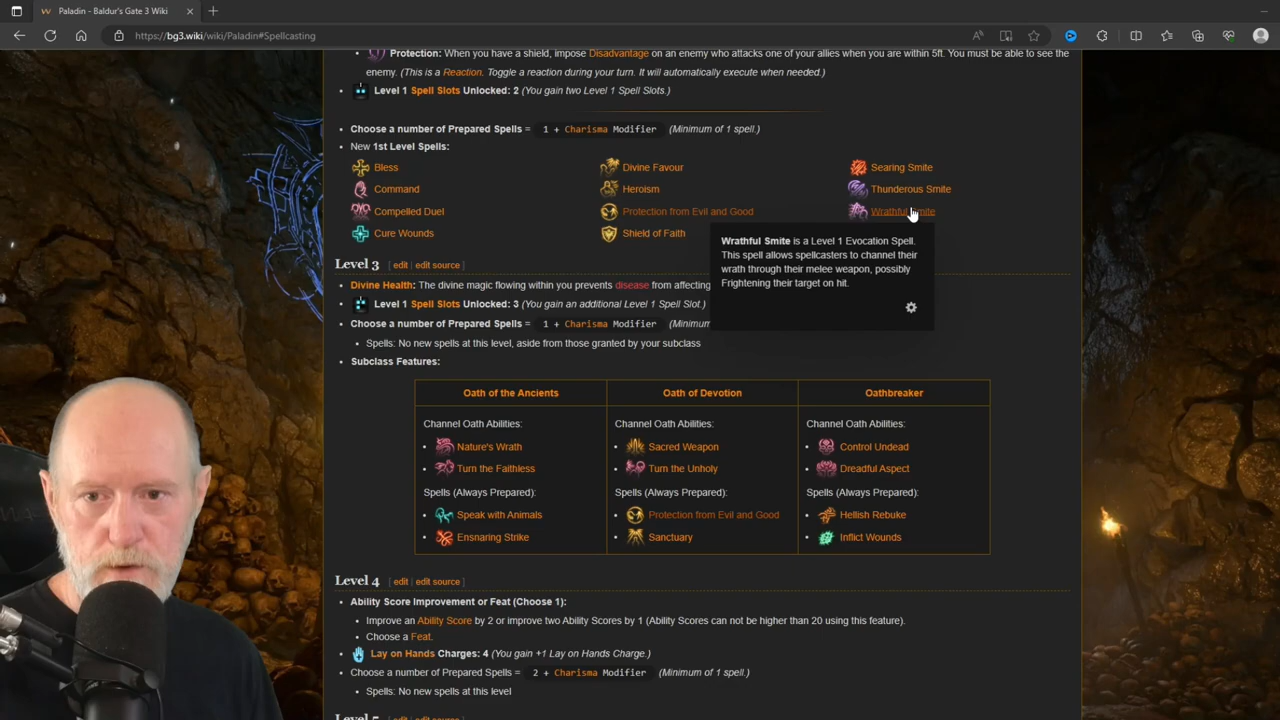 Paladin - Baldur's Gate 3 Wiki
https://bg3.wiki/wiki/Paladin#Spellcasting
Protection: When you have a shield, impose Disadvantage on an enemy who attacks one of your allies when you are within 5ft. You must be able to see the
enemy. (This is a Reaction. Toggle a reaction during your turn. It will automatically execute when needed.)
Level 1 Spell Slots Unlocked: 2 (You gain two Level 1 Spell Slots.)
Choose a number of Prepared Spells = 1 + Charisma Modifier (Minimum of 1 spell.)
New 1st Level Spells:
Bless Divine Favour Searing Smite
Command Heroism Thunderous Smite
Compelled Duel Protection from Evil and Good Wrathful Smite
Cure Wounds Shield of Faith
Wrathful Smite is a Level 1 Evocation Spell.
This spell allows spellcasters to channel their
wrath through their melee weapon, possibly
Frightening their target on hit.
Level 3 [ edit | edit source ]
Divine Health: The divine magic flowing within you prevents disease from affecting
Level 1 Spell Slots Unlocked: 3 (You gain an additional Level 1 Spell Slot.)
Choose a number of Prepared Spells = 1 + Charisma Modifier (Minimum
Spells: No new spells at this level, aside from those granted by your subclass
Subclass Features:
Oath of the Ancients Oath of Devotion Oathbreaker
Channel Oath Abilities: Channel Oath Abilities: Channel Oath Abilities:
Nature's Wrath Sacred Weapon Control Undead
Turn the Faithless Turn the Unholy Dreadful Aspect
Spells (Always Prepared): Spells (Always Prepared): Spells (Always Prepared):
Speak with Animals Protection from Evil and Good Hellish Rebuke
Ensnaring Strike Sanctuary Inflict Wounds
Level 4 [ edit | edit source ]
Ability Score Improvement or Feat (Choose 1):
Improve an Ability Score by 2 or improve two Ability Scores by 1 (Ability Scores can not be higher than 20 using this feature).
Choose a Feat.
Lay on Hands Charges: 4 (You gain +1 Lay on Hands Charge.)
Choose a number of Prepared Spells = 2 + Charisma Modifier (Minimum of 1 spell.)
Spells: No new spells at this level
Level 5 [ edit | edit source ]